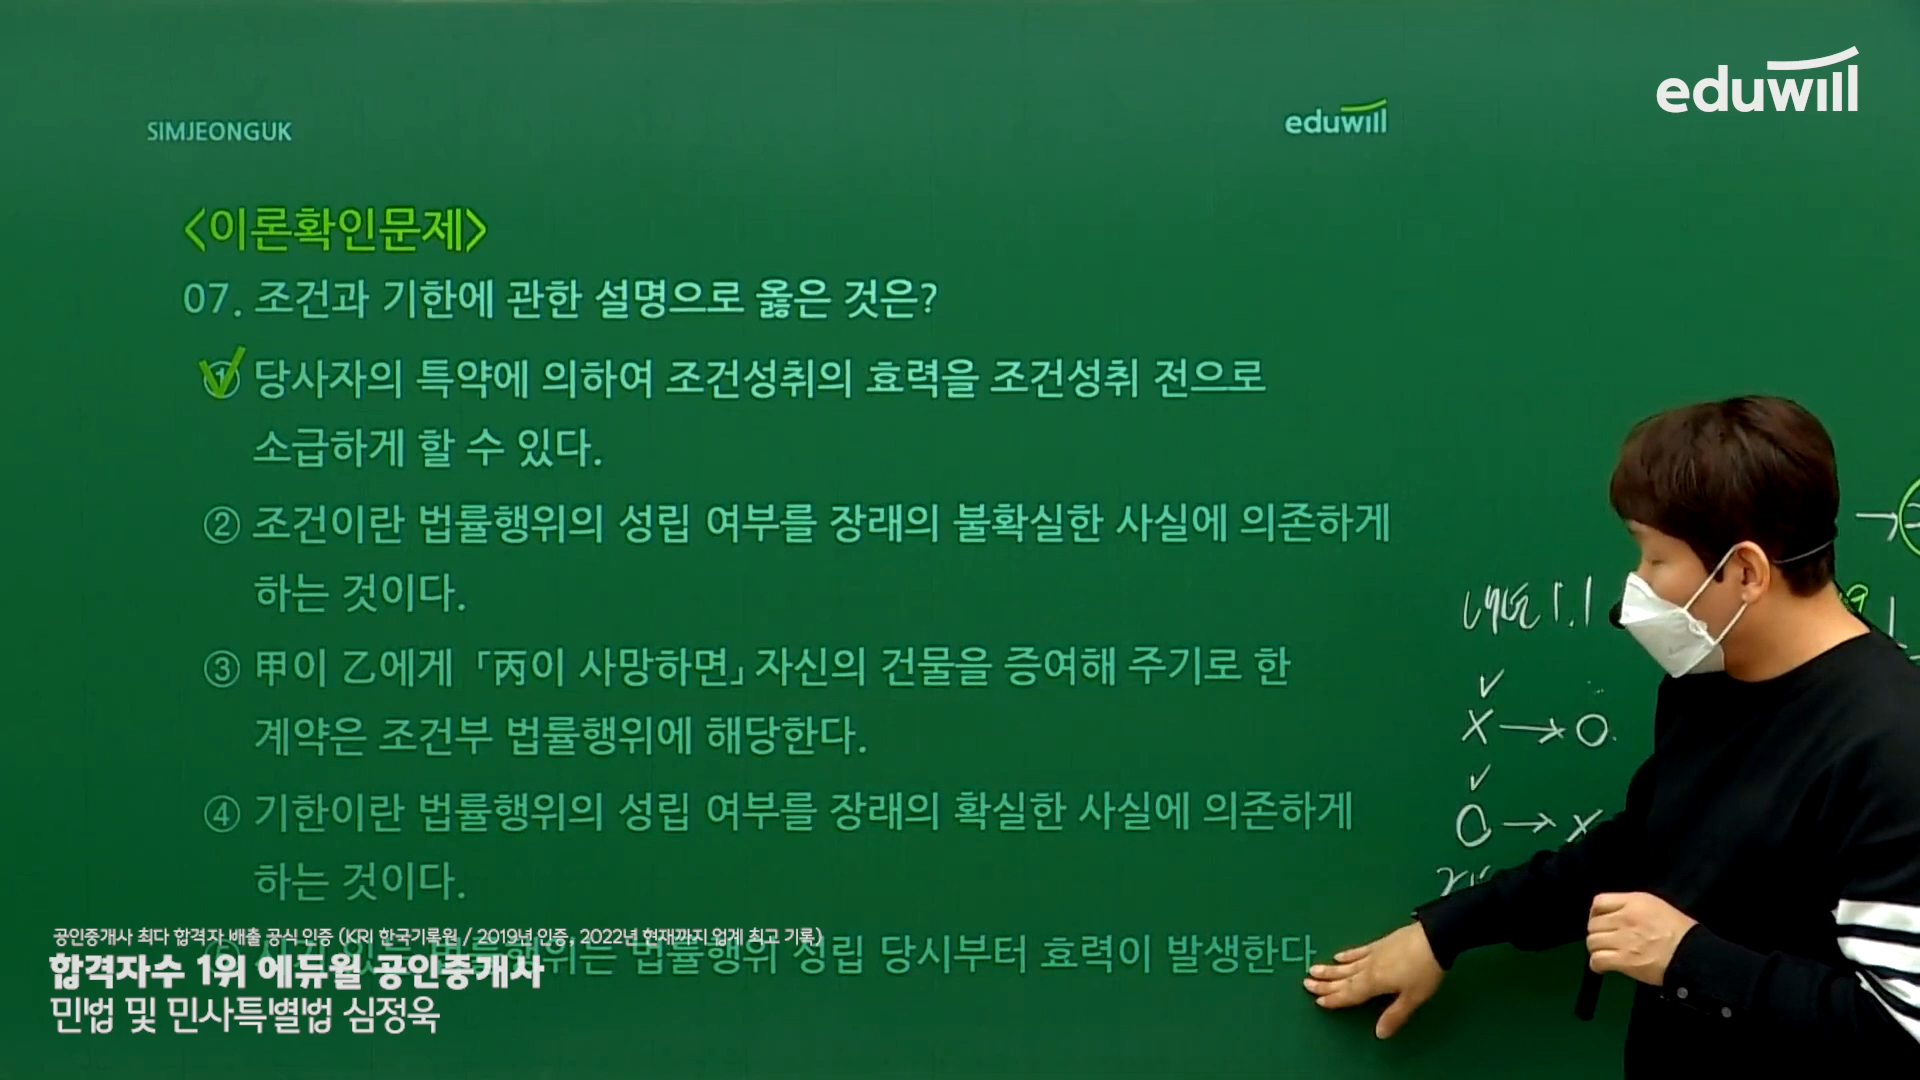 eduwill
SIMJEONGUK
eduwill
<이론확인문제>
07. 조건과 기한에 관한 설명으로 옳은 것은?
① 당사자의 특약에 의하여 조건성취의 효력을 조건성취 전으로
소급하게 할 수 있다.
② 조건이란 법률행위의 성립 여부를 장래의 불확실한 사실에 의존하게
하는 것이다.
③ 甲이 乙에게 「丙이 사망하면」 자신의 건물을 증여해 주기로 한
계약은 조건부 법률행위에 해당한다.
④ 기한이란 법률행위의 성립 여부를 장래의 확실한 사실에 의존하게
하는 것이다.
법률행위 성립 당시부터 효력이 발생한다
1.1
X → O
O → X
공인중개사 최다 합격자 배출 공식 인증 (KRI 한국기록원 / 2019년 인증, 2022년 현재까지 업계 최고 기록)
합격자수 1위 에듀윌 공인중개사
민법 및 민사특별법 심정욱